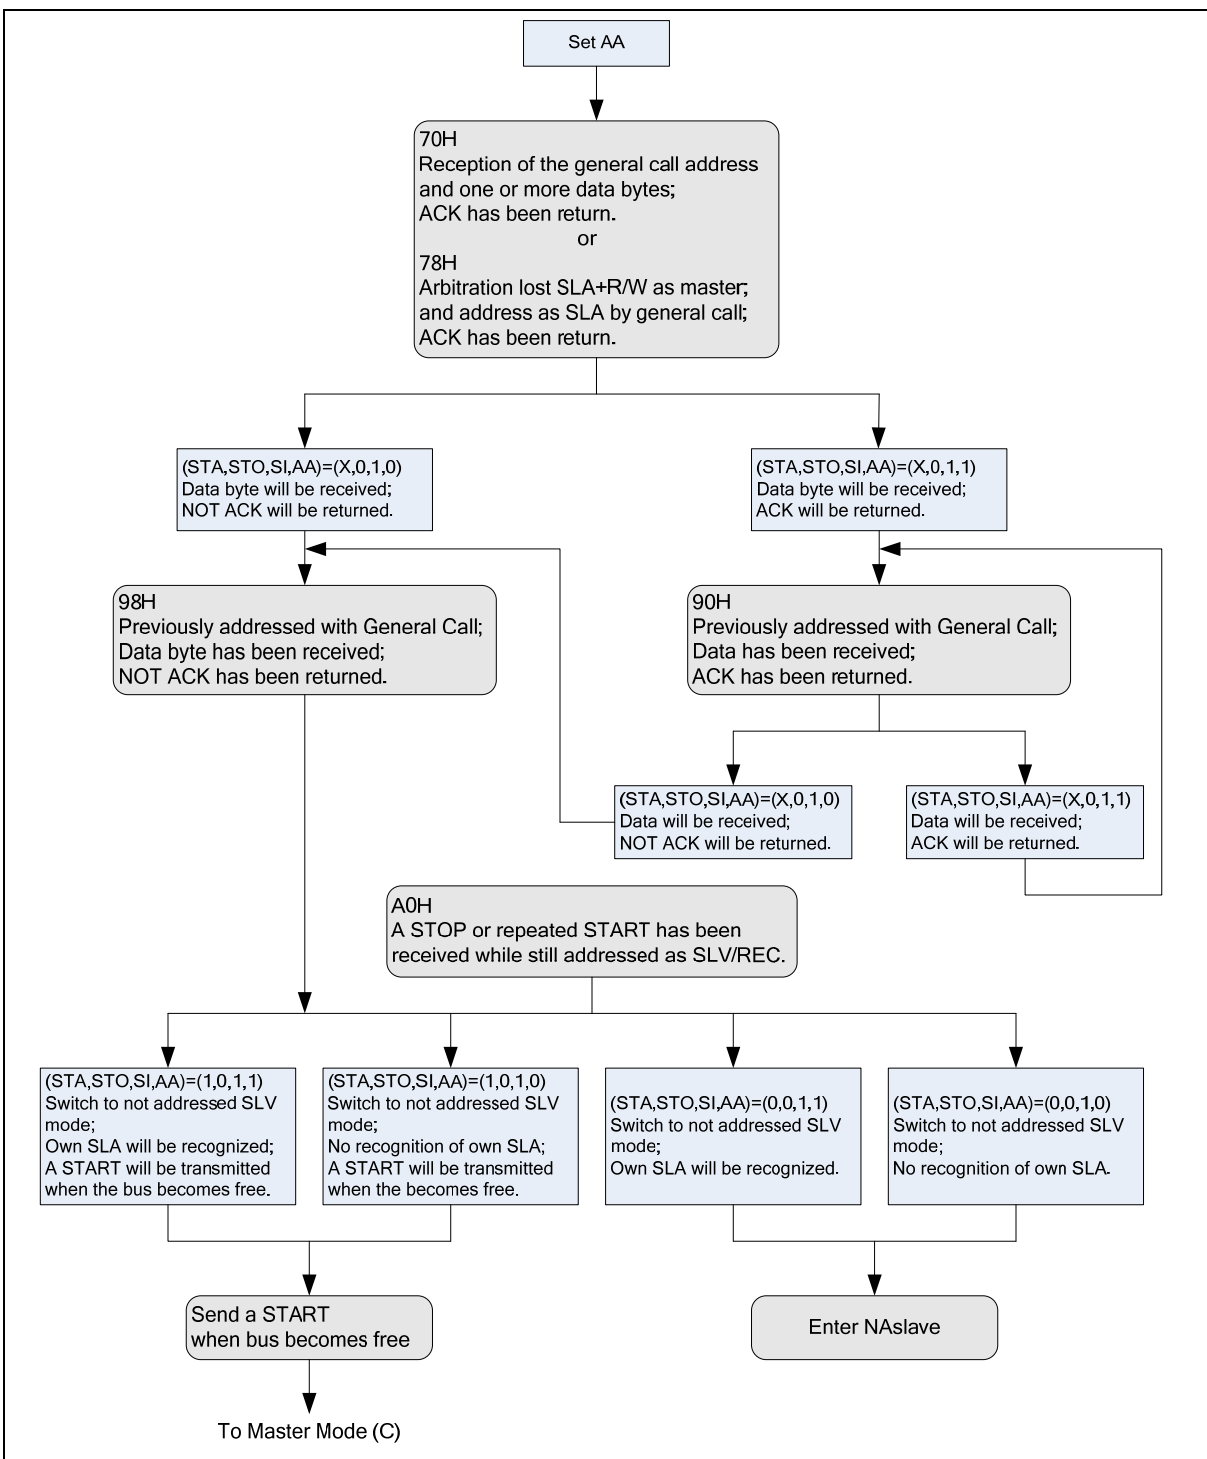 Set AA
70H
Reception of the general call address
and one or more data bytes;
ACK has been return.
or
78H
Arbitration lost SLA+R/W as master;
and address as SLA by general call;
ACK has been return.
(STA,STO,SI,AA)=(X,0,1,0)
Data byte will be received;
NOT ACK will be returned.
(STA,STO,SI,AA)=(X,0,1,1)
Data byte will be received;
ACK will be returned.
98H
Previously addressed with General Call;
Data byte has been received;
NOT ACK has been returned.
90H
Previously addressed with General Call;
Data has been received;
ACK has been returned.
(STA,STO,SI,AA)=(X,0,1,0)
Data will be received;
NOT ACK will be returned.
(STA,STO,SI,AA)=(X,0,1,1)
Data will be received;
ACK will be returned.
A0H
A STOP or repeated START has been
received while still addressed as SLV/REC.
(STA,STO,SI,AA)=(1,0,1,1)
Switch to not addressed SLV
mode;
Own SLA will be recognized;
A START will be transmitted
when the bus becomes free.
(STA,STO,SI,AA)=(1,0,1,0)
Switch to not addressed SLV
mode;
No recognition of own SLA;
A START will be transmitted
when the becomes free.
(STA,STO,SI,AA)=(0,0,1,1)
Switch to not addressed SLV
mode;
Own SLA will be recognized.
(STA,STO,SI,AA)=(0,0,1,0)
Switch to not addressed SLV
mode;
No recognition of own SLA.
Send a START
when bus becomes free
Enter NAslave
To Master Mode (C)